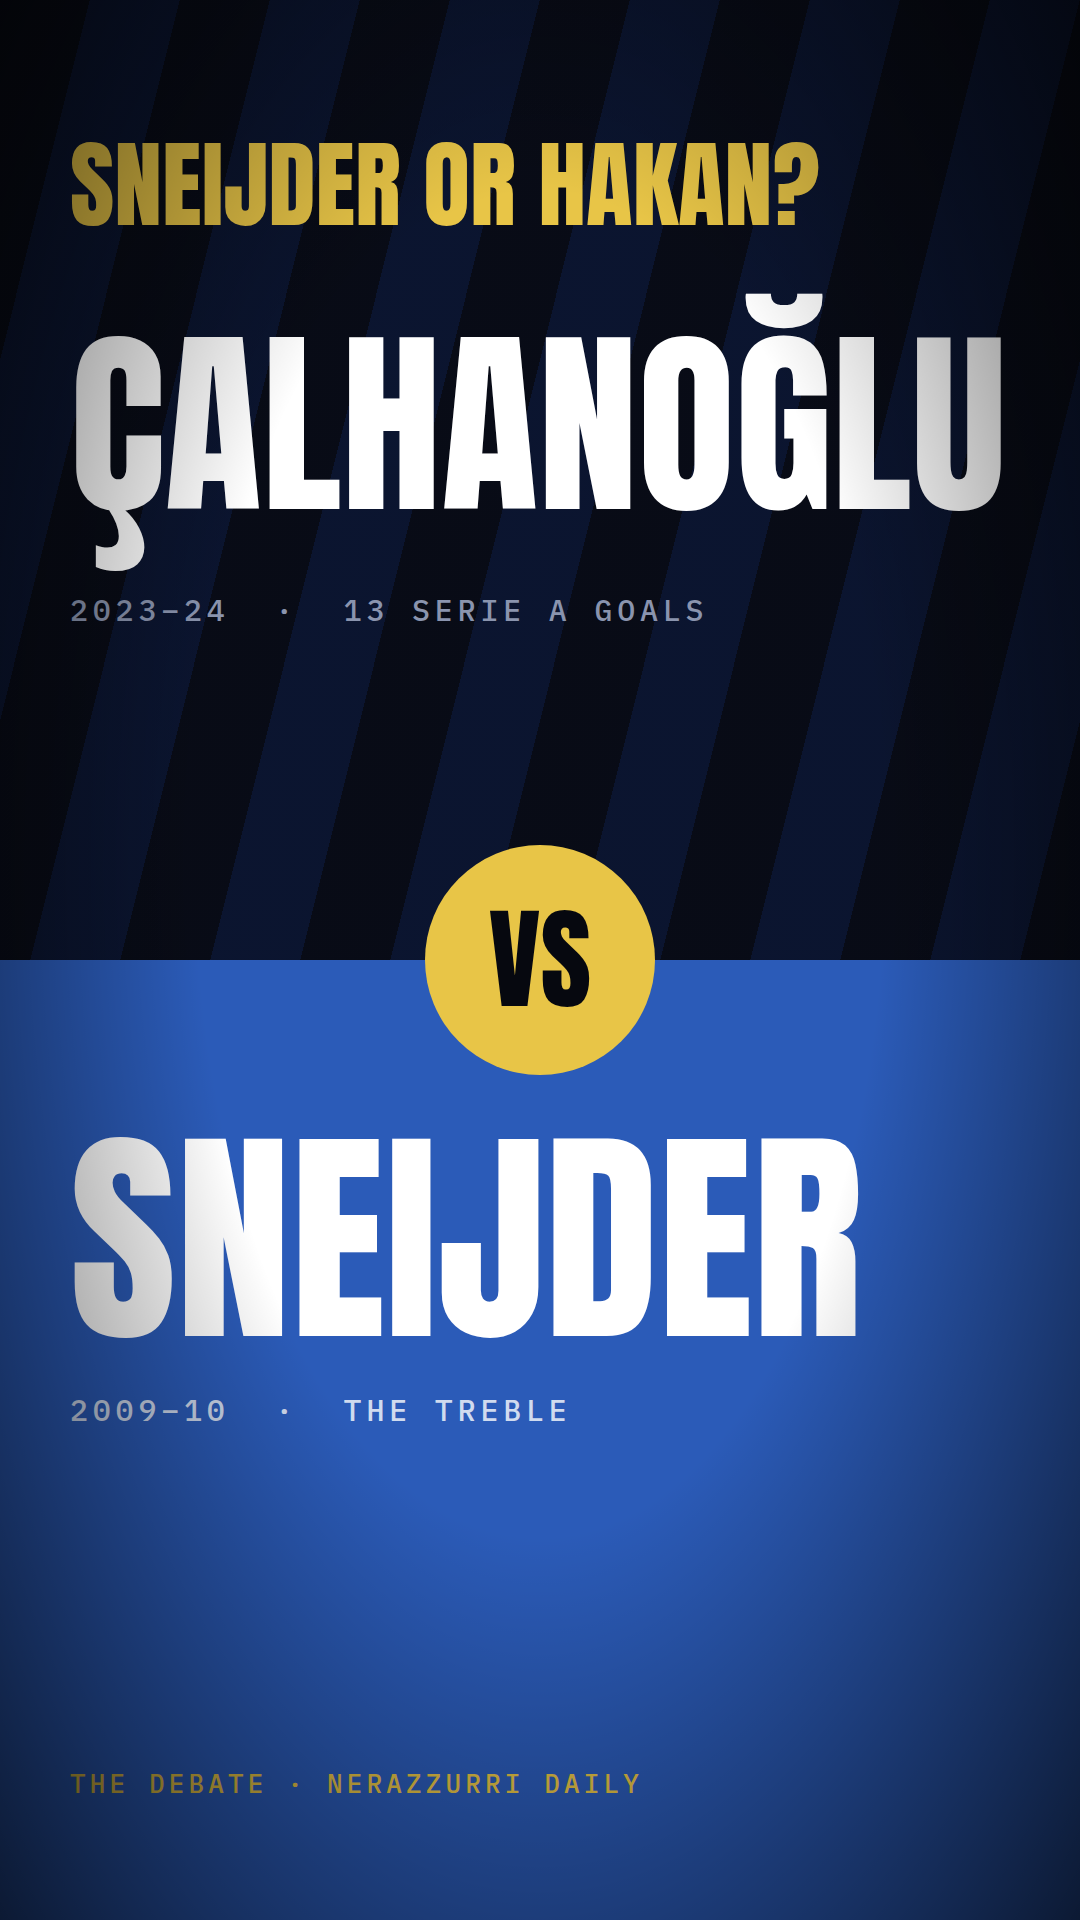 SNEIJDER OR HAKAN?
ÇALHANOĞLU
2023–24 · 13 SERIE A GOALS
VS
SNEIJDER
2009–10 · THE TREBLE
THE DEBATE · NERAZZURRI DAILY